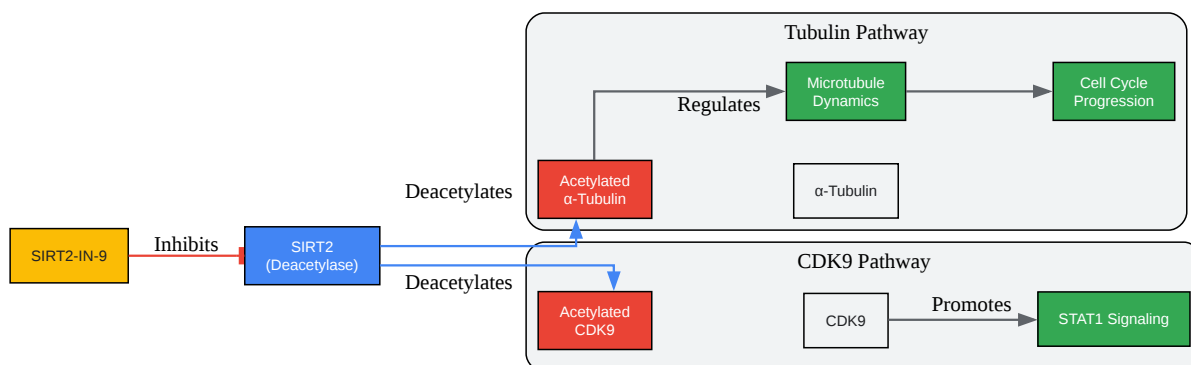 Tubulin Pathway
Microtubule
Dynamics
Cell Cycle
Progression
Regulates
Acetylated
α-Tubulin
α-Tubulin
Deacetylates
SIRT2-IN-9
Inhibits
SIRT2
(Deacetylase)
Deacetylates
CDK9 Pathway
Acetylated
CDK9
CDK9
Promotes
STAT1 Signaling